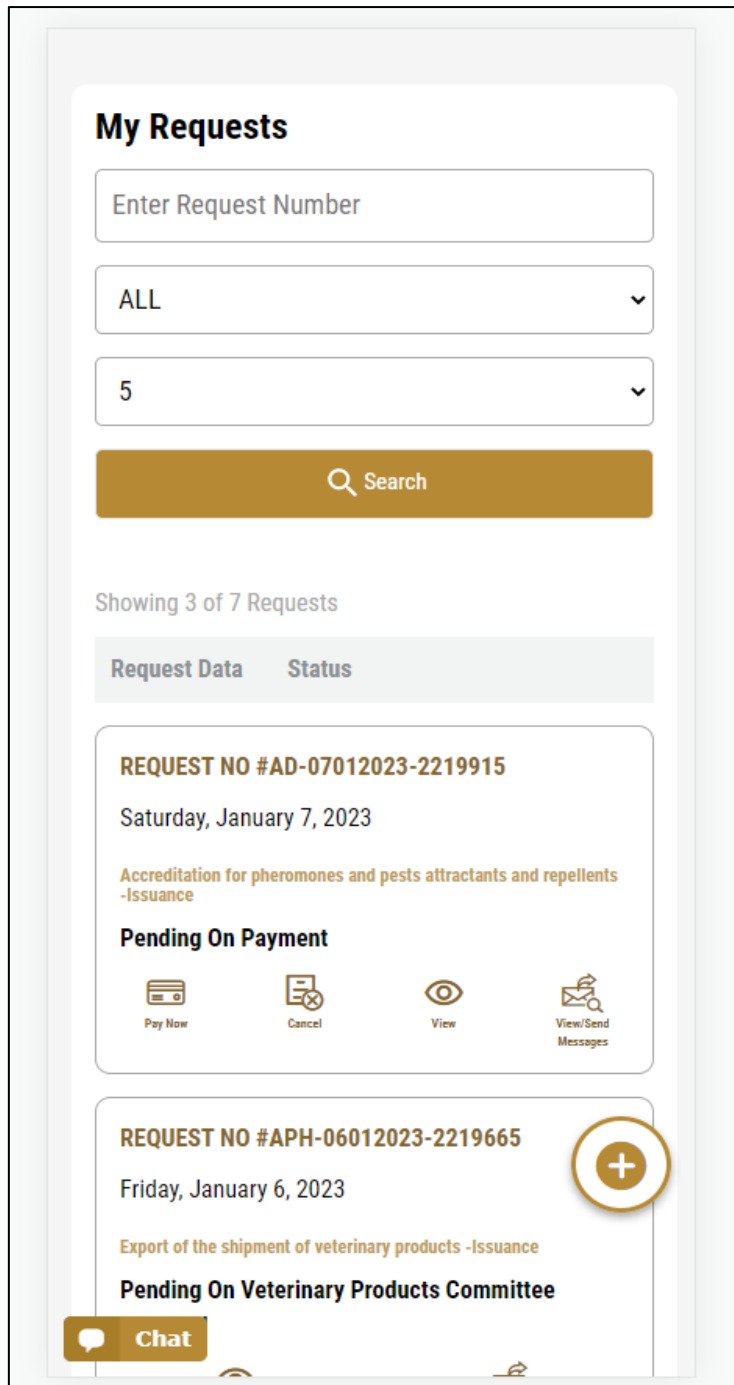 My Requests
Enter Request Number
ALL
5
Search
Showing 3 of 7 Requests
Request Data Status
REQUEST NO #AD-07012023-2219915
Saturday, January 7, 2023
Accreditation for pheromones and pests attractants and repellents
-Issuance
Pending On Payment
Pay Now Cancel View View/Send
Messages
REQUEST NO #APH-06012023-2219665
Friday, January 6, 2023
Export of the shipment of veterinary products -Issuance
Pending On Veterinary Products Committee
Chat